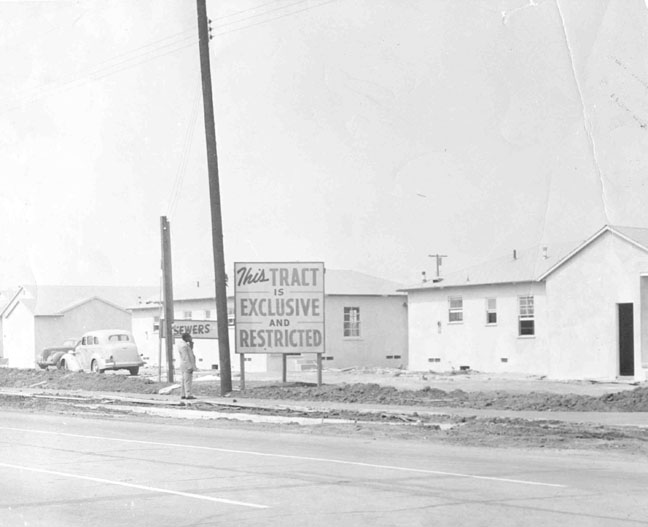 This TRACT
IS
EXCLUSIVE
AND
RESTRICTED
SEWERS